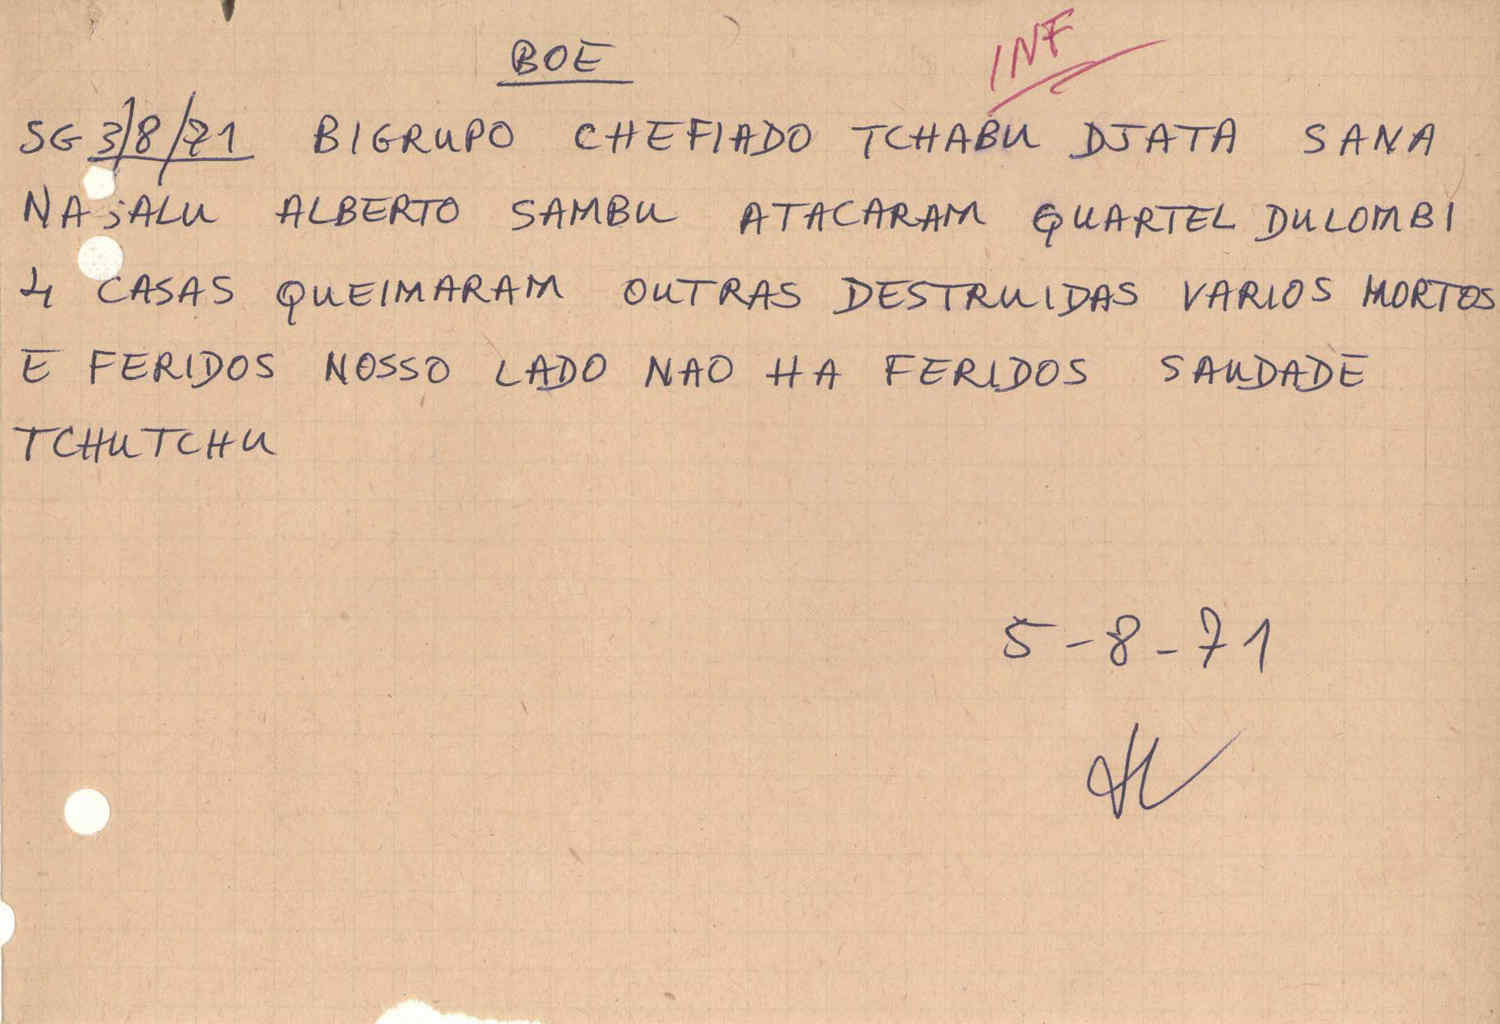 BOE
INF
SG 3/8/71 BIGRUPO CHEFIADO TCHABU DJATA SANA
NAJALU ALBERTO SAMBU ATACARAM QUARTEL DULOMBI
4 CASAS QUEIMARAM OUTRAS DESTRUIDAS VARIOS MORTOS
E FERIDOS NOSSO LADO NAO HA FERIDOS SAUDADE
TCHUTCHU
5-8-71